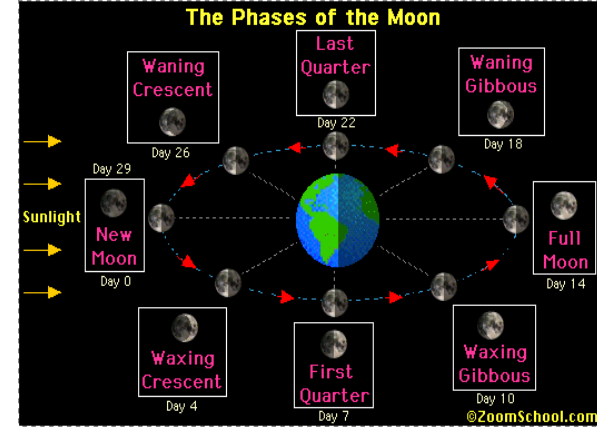 The Phases of the Moon
Waning
Crescent
Day 26
Last
Quarter
Day 22
Waning
Gibbous
Day 18
Day 29
New
Moon
Day 0
Sunlight
Full
Moon
Day 14
Waxing
Crescent
Day 4
First
Quarter
Day 7
Waxing
Gibbous
Day 10
©ZoomSchool.com